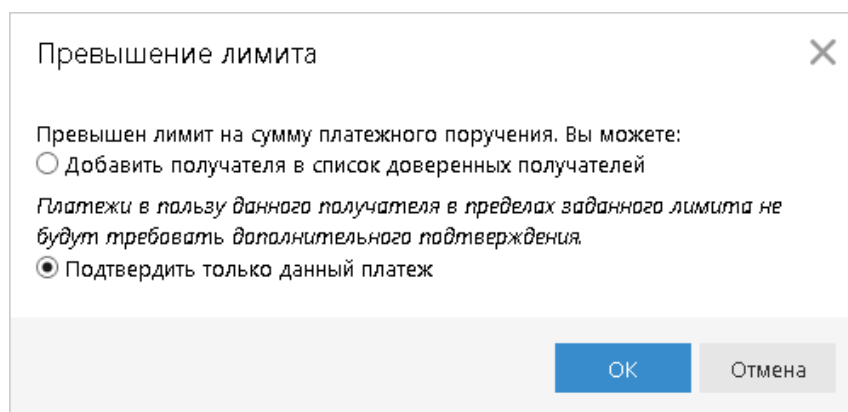 Превышение лимита
Превышен лимит на сумму платежного поручения. Вы можете:
Добавить получателя в список доверенных получателей
Платежи в пользу данного получателя в пределах заданного лимита не
будут требовать дополнительного подтверждения.
Подтвердить только данный платеж
ОК
Отмена